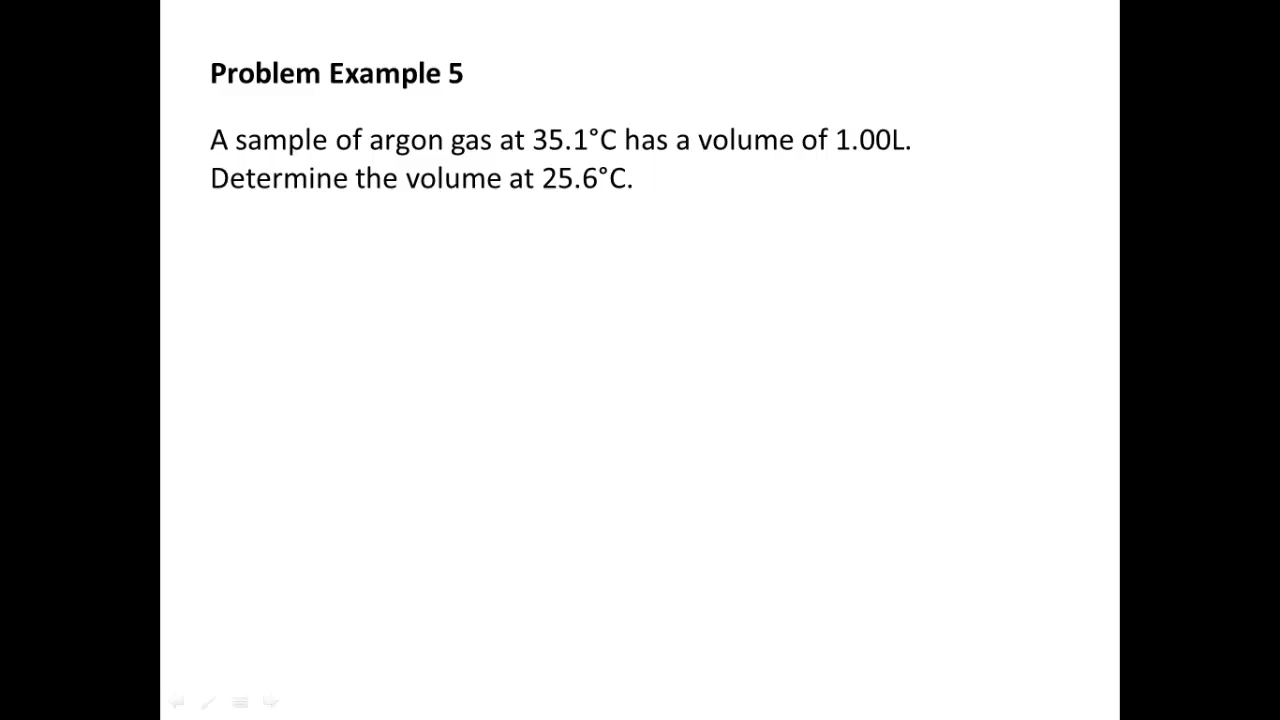 Problem Example 5
A sample of argon gas at 35.1°C has a volume of 1.00L.
Determine the volume at 25.6°C.